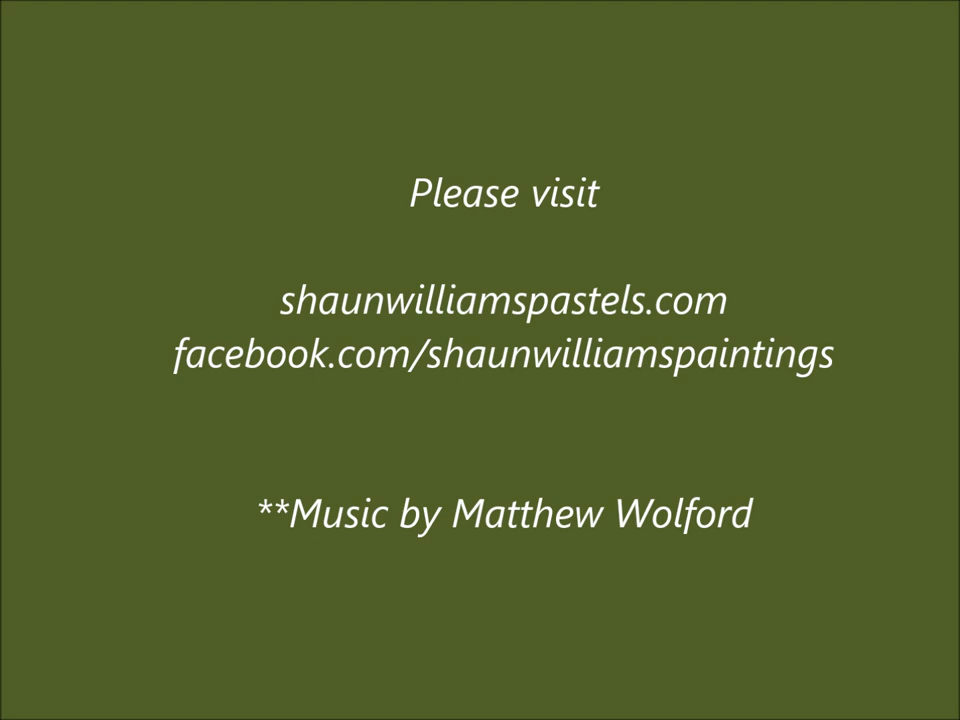 Please visit
shaunwilliamspastels.com
facebook.com/shaunwilliamspaintings
**Music by Matthew Wolford